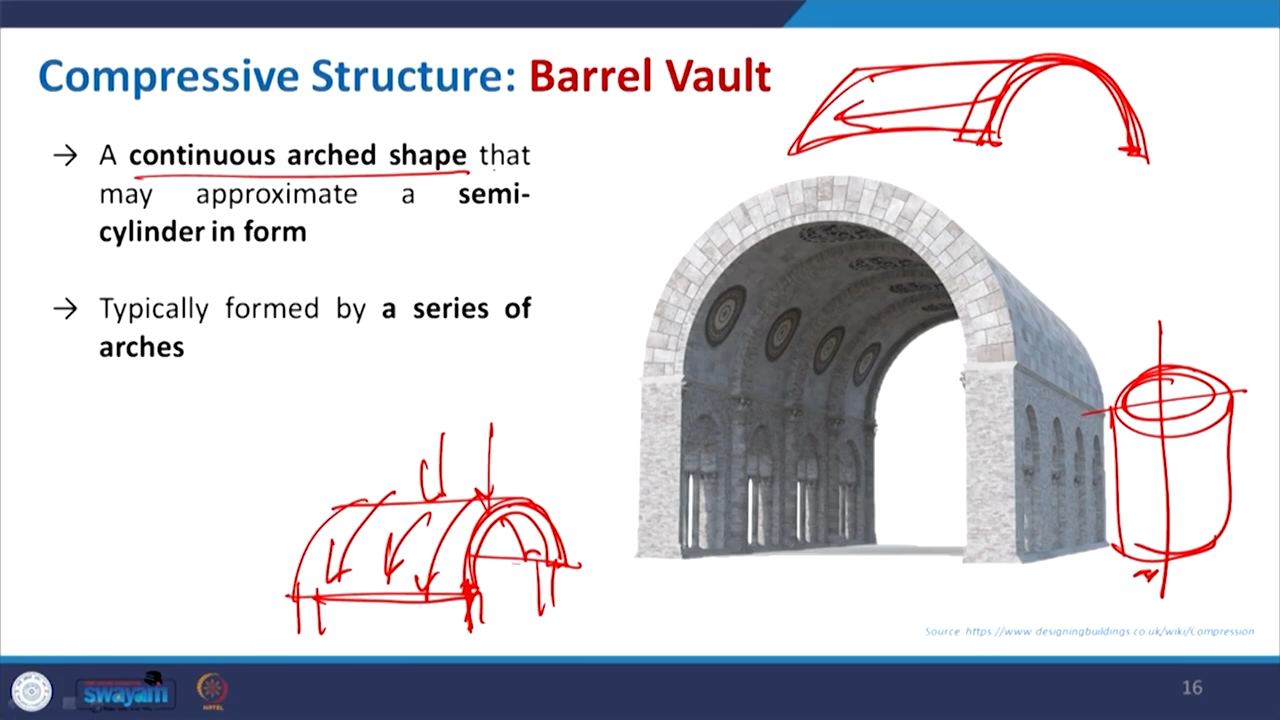 Compressive Structure: Barrel Vault
→ A continuous arched shape that
may approximate a semi-
cylinder in form
→ Typically formed by a series of
arches
Source: https://www.designingbuildings.co.uk/wiki/Compression
swayam
NPTEL
16